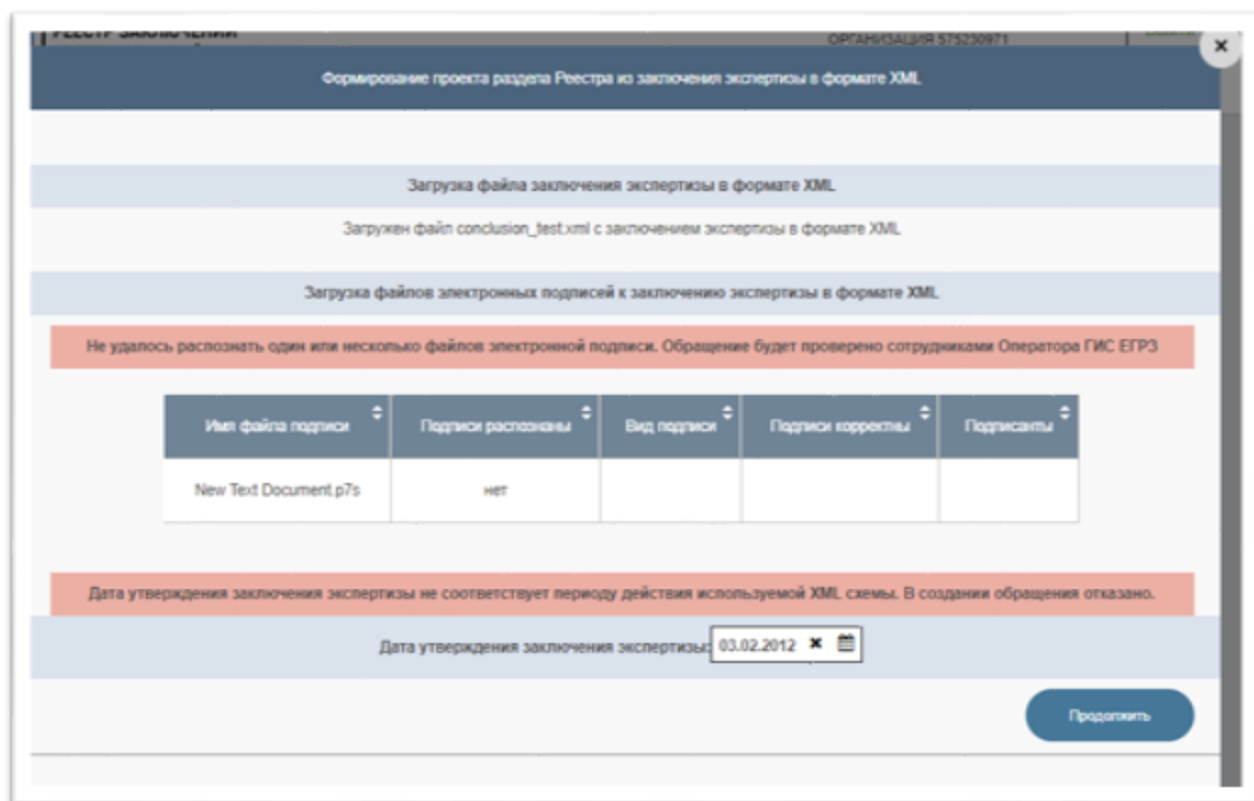 РЕЕСТР ЗАКЛЮЧЕНИЙ
ОРГАНИЗАЦИЯ 575230971
Формирование проекта раздела Реестра из заключения экспертизы в формате XML
Загрузка файла заключения экспертизы в формате XML
Загружен файл conclusion_test.xml с заключением экспертизы в формате XML
Загрузка файлов электронных подписей к заключению экспертизы в формате XML
Не удалось распознать один или несколько файлов электронной подписи. Обращение будет проверено сотрудниками Оператора ГИС ЕГРЗ
Имя файла подписи Подписи распознаны Вид подписи Подписи корректны Подписанты
New Text Document.p7s нет
Дата утверждения заключения экспертизы не соответствует периоду действия используемой XML схемы. В создании обращения отказано.
Дата утверждения заключения экспертизы: 03.02.2012
Продолжить